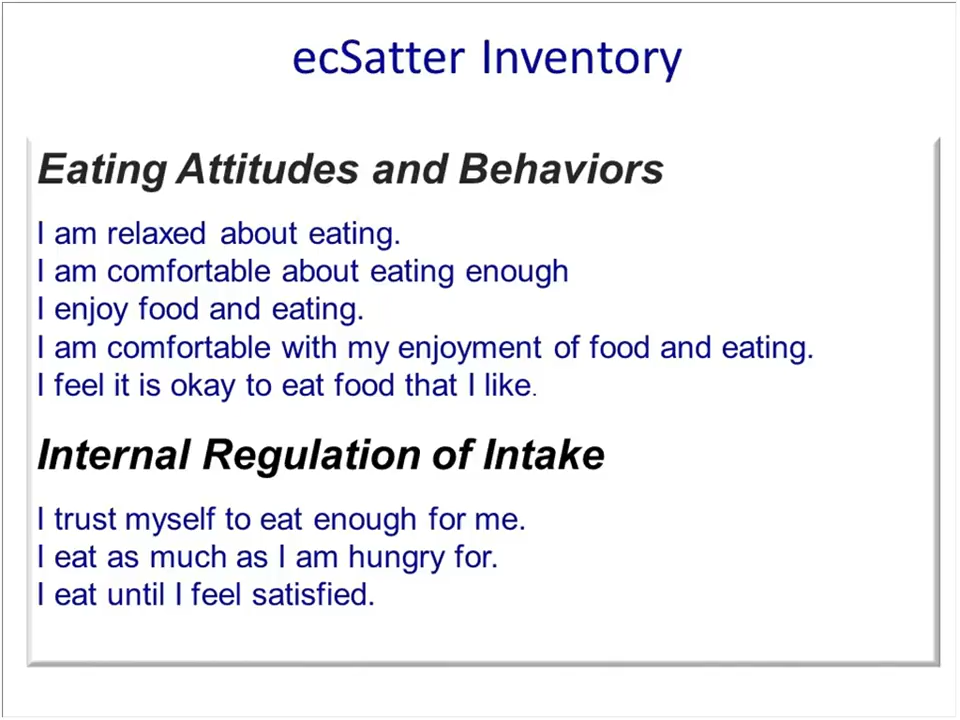 ecSatter Inventory
Eating Attitudes and Behaviors
I am relaxed about eating.
I am comfortable about eating enough
I enjoy food and eating.
I am comfortable with my enjoyment of food and eating.
I feel it is okay to eat food that I like.
Internal Regulation of Intake
I trust myself to eat enough for me.
I eat as much as I am hungry for.
I eat until I feel satisfied.